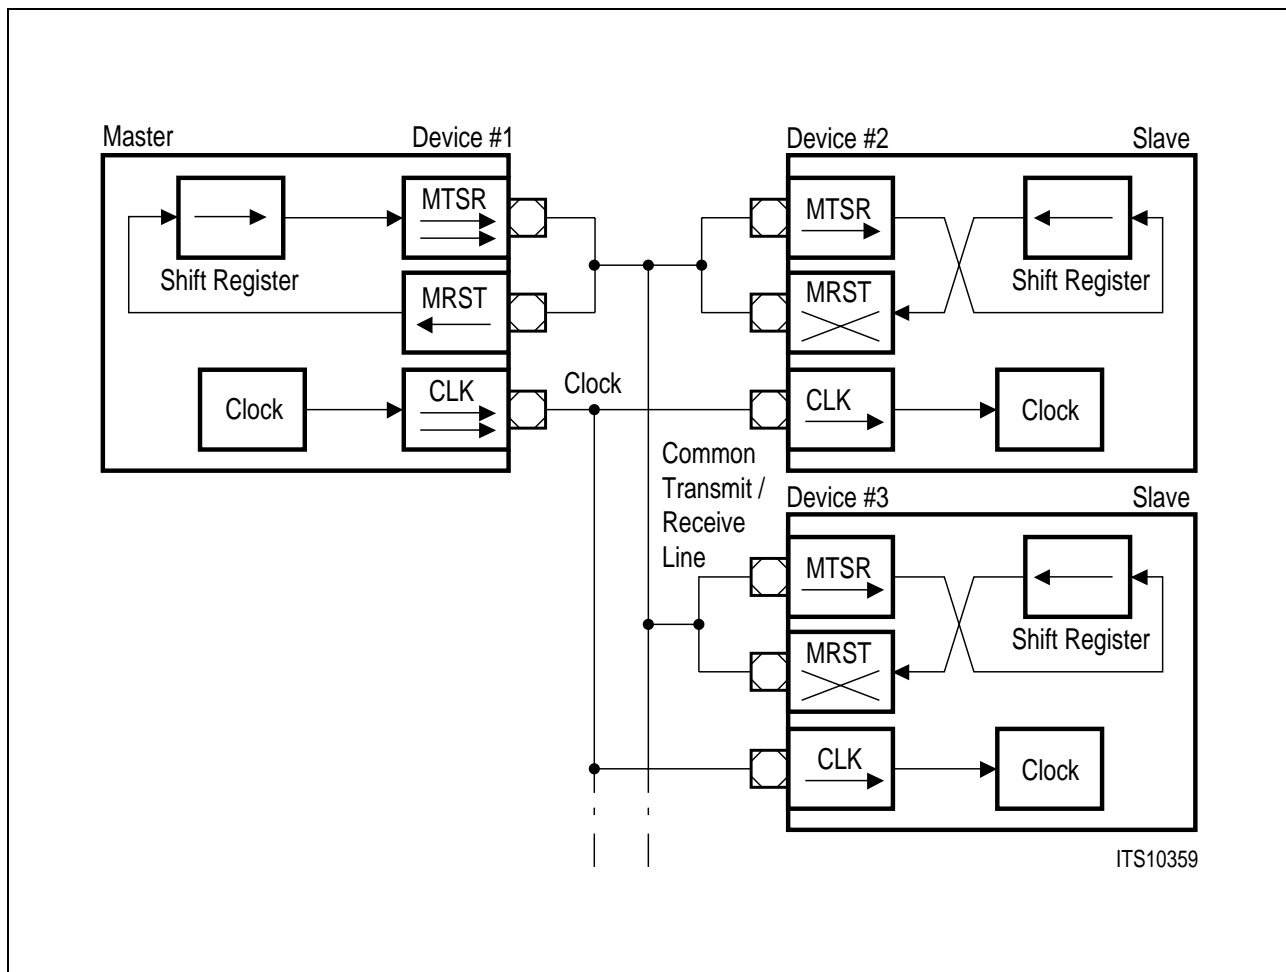 Master Device #1
MTSR
Shift Register
MRST
Clock
CLK
Clock
Common
Transmit /
Receive
Line
Device #2 Slave
MTSR
Shift Register
MRST
CLK
Clock
Device #3 Slave
MTSR
Shift Register
MRST
CLK
Clock
ITS10359